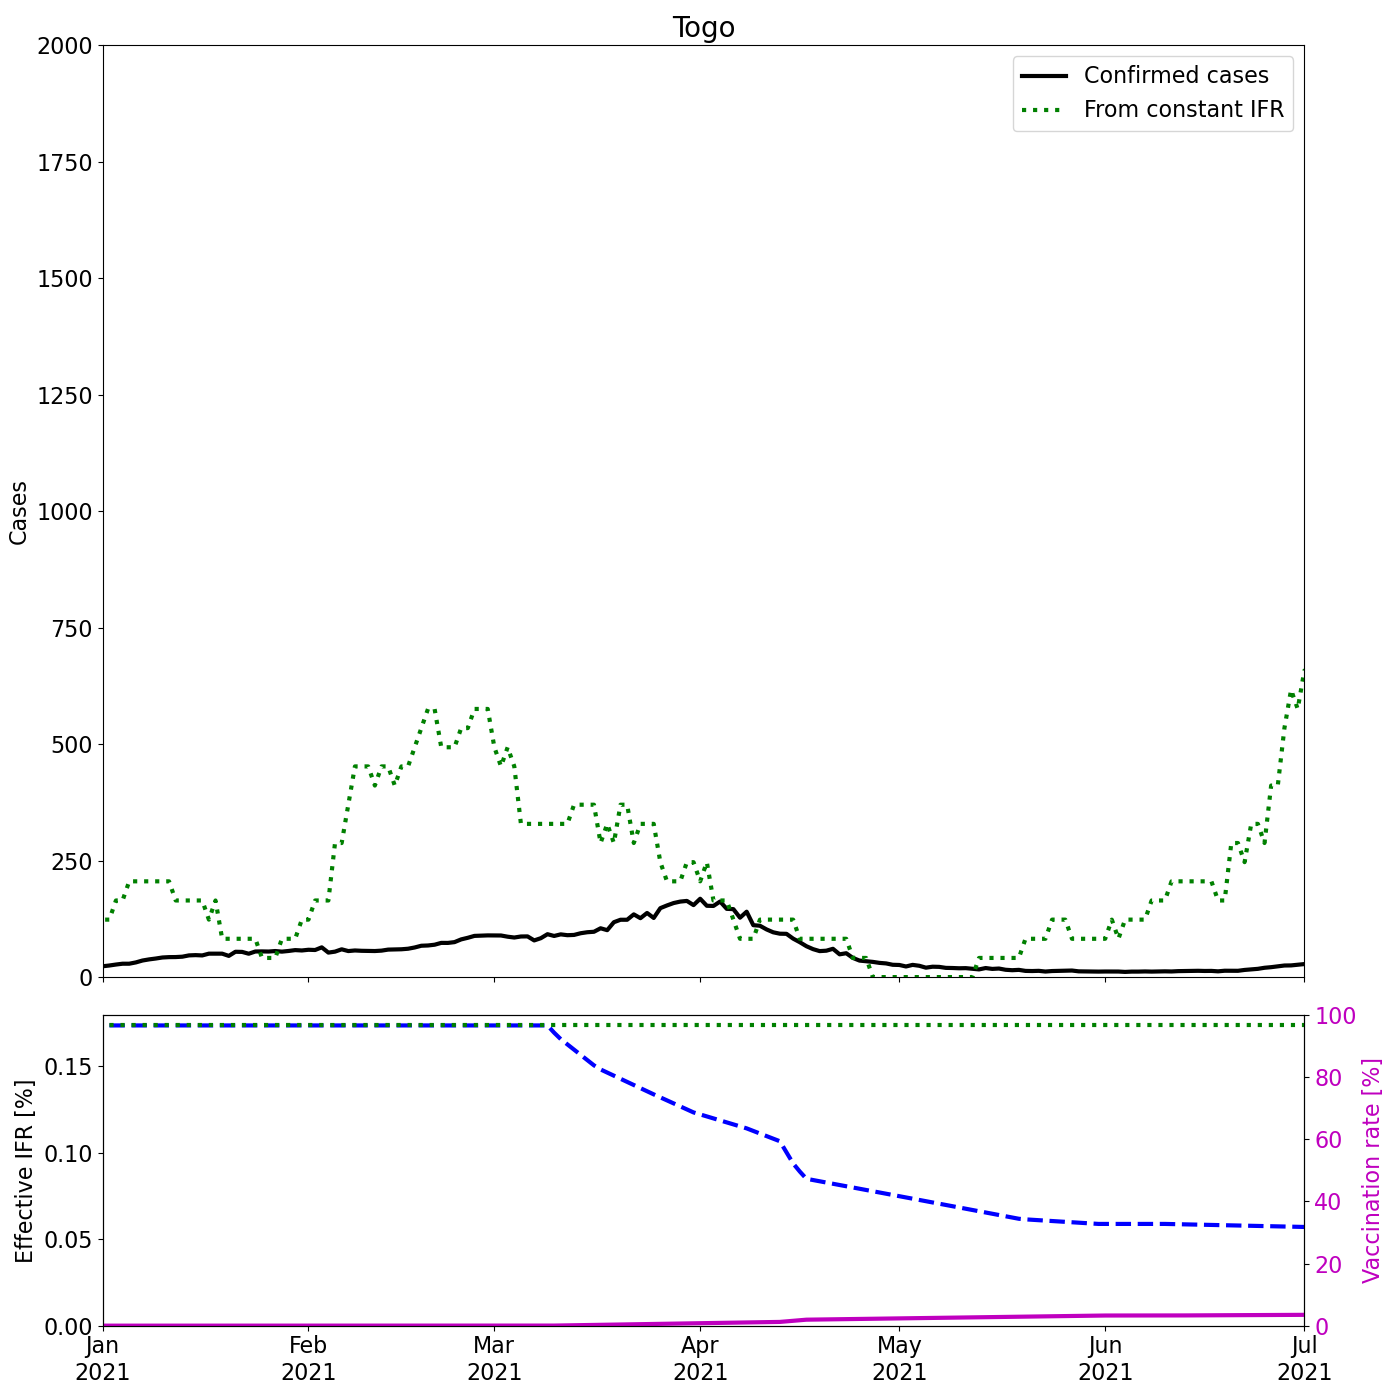 Togo
2000
1750
1500
1250
1000
750
500
250
0
Cases
Confirmed cases
From constant IFR
0.15
0.10
0.05
0.00
Effective IFR [%]
100
80
60
40
20
0
Vaccination rate [%]
Jan Feb Mar Apr May Jun Jul
2021 2021 2021 2021 2021 2021 2021